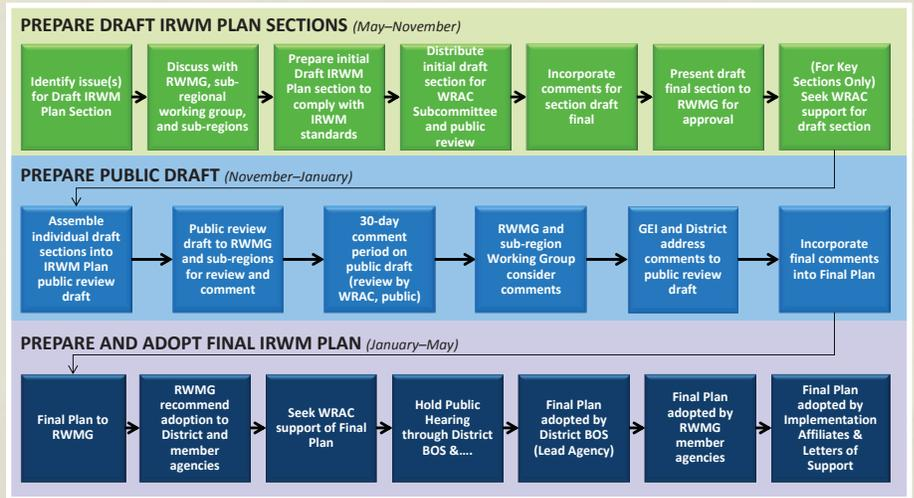 PREPARE DRAFT IRWM PLAN SECTIONS (May–November)
Identify issue(s)
for Draft IRWM
Plan Section
Discuss with
RWMG, sub-
regional
working group,
and sub-regions
Prepare initial
Draft IRWM
Plan section to
comply with
IRWM
standards
Distribute
initial draft
section for
WRAC
Subcommittee
and public
review
Incorporate
comments for
section draft
final
Present draft
final section to
RWMG for
approval
(For Key
Sections Only)
Seek WRAC
support for
draft section
PREPARE PUBLIC DRAFT (November–January)
Assemble
individual draft
sections into
IRWM Plan
public review
draft
Public review
draft to RWMG
and sub-regions
for review and
comment
30-day
comment
period on
public draft
(review by
WRAC, public)
RWMG and
sub-region
Working Group
consider
comments
GEI and District
address
comments to
public review
draft
Incorporate
final comments
into Final Plan
PREPARE AND ADOPT FINAL IRWM PLAN (January–May)
Final Plan to
RWMG
RWMG
recommend
adoption to
District and
member
agencies
Seek WRAC
support of Final
Plan
Hold Public
Hearing
through District
BOS &....
Final Plan
adopted by
District BOS
(Lead Agency)
Final Plan
adopted by
RWMG
member
agencies
Final Plan
adopted by
Implementation
Affiliates &
Letters of
Support